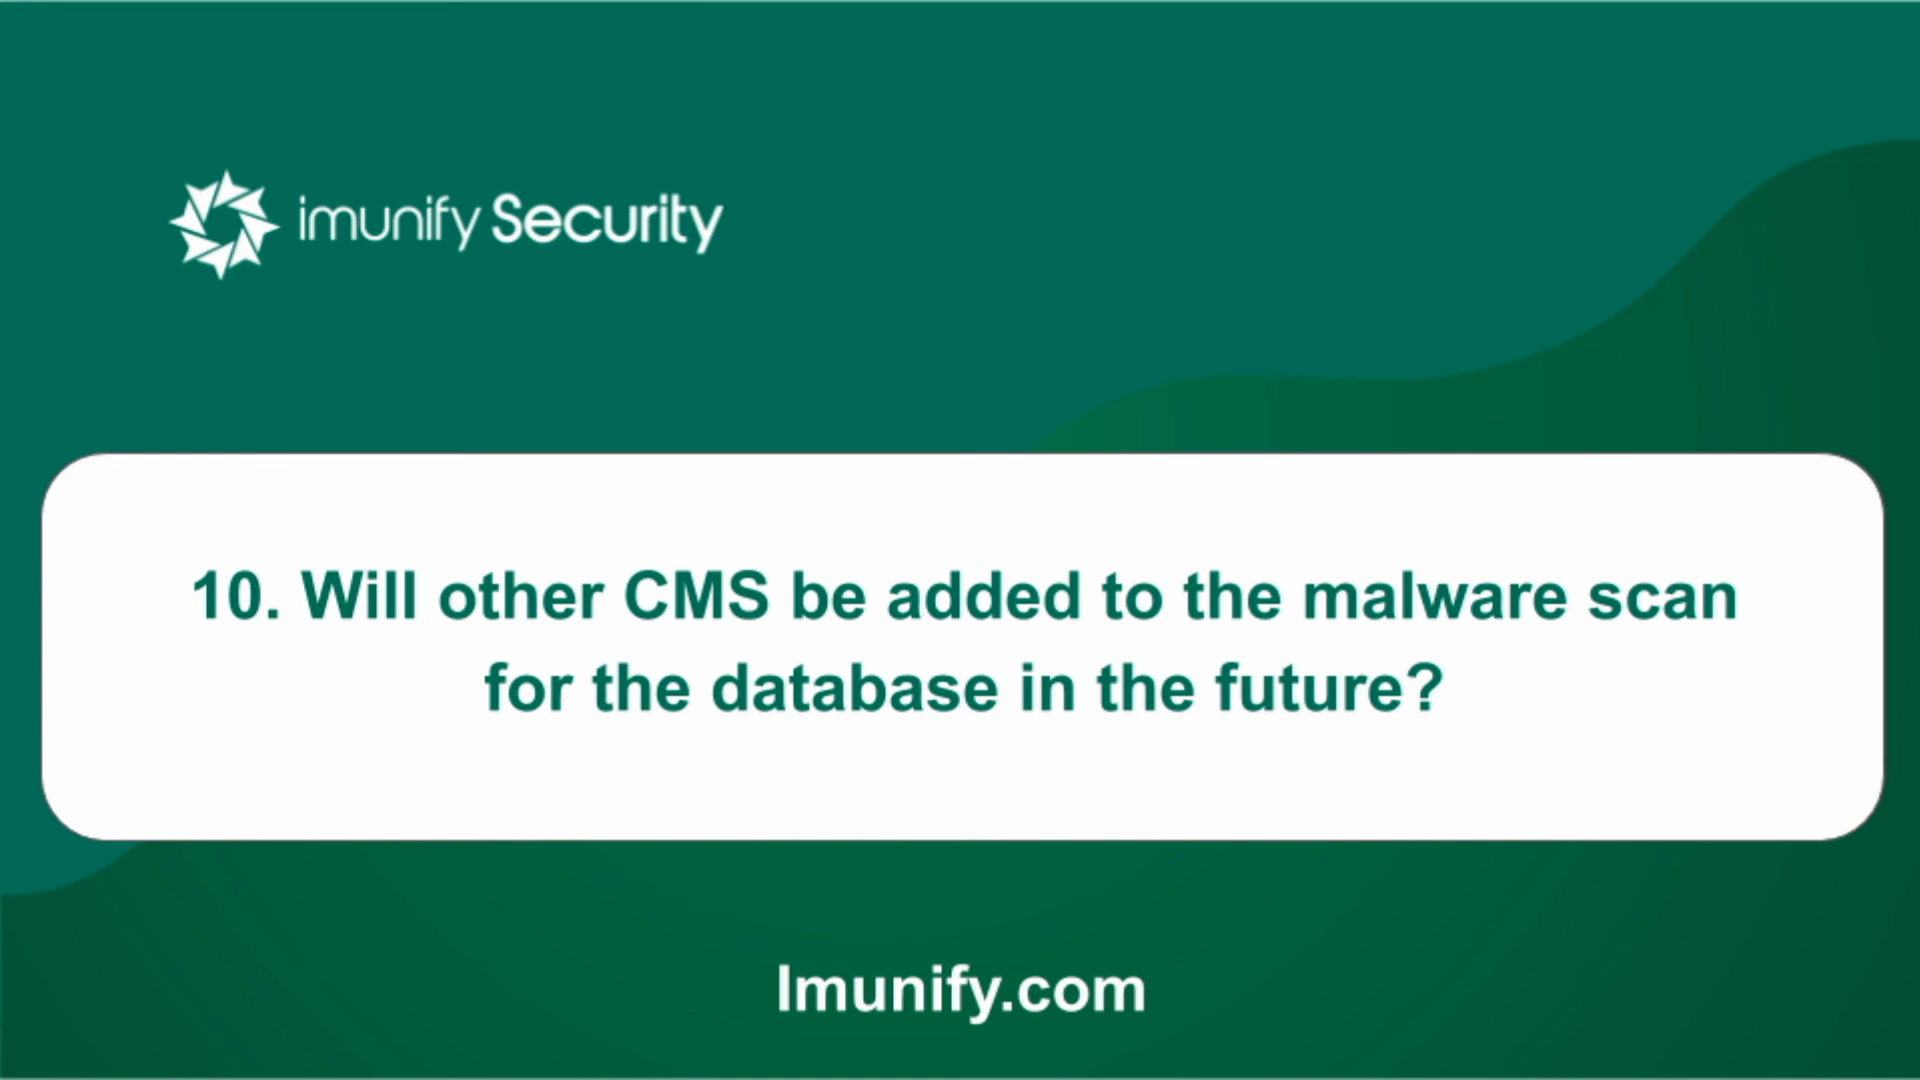 imunify Security
10. Will other CMS be added to the malware scan
for the database in the future?
Imunify.com